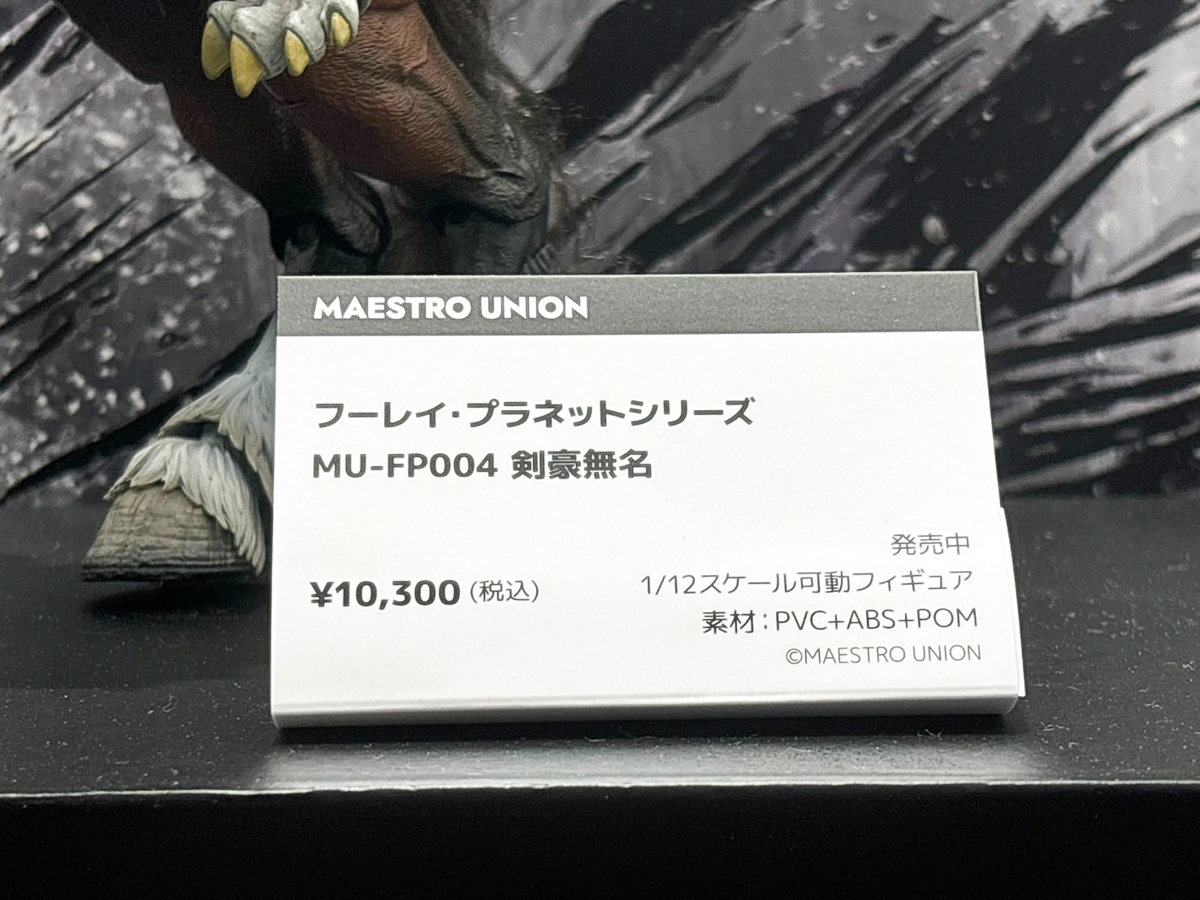 MAESTRO UNION
フーレイ・プラネットシリーズ
MU-FP004 剣豪無名
発売中
¥10,300(税込)
1/12スケール可動フィギュア
素材:PVC+ABS+POM
©MAESTRO UNION